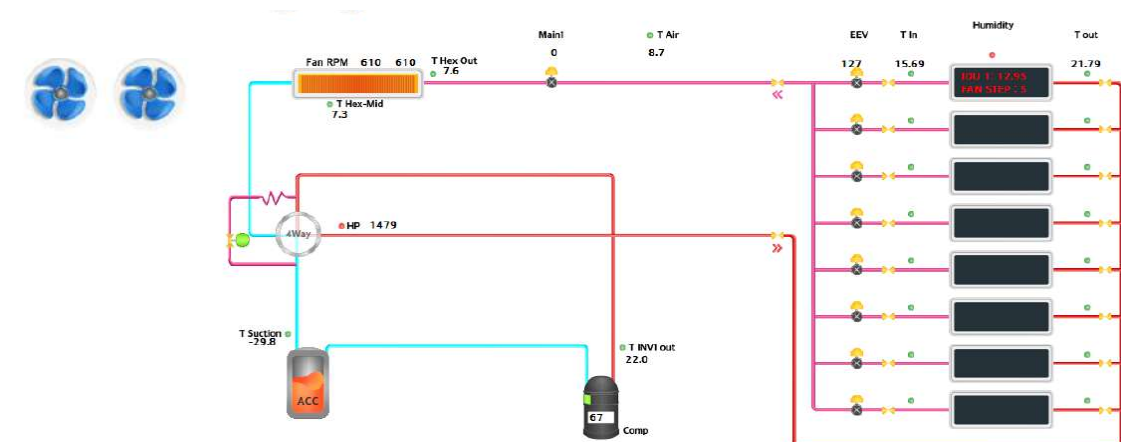 Humidity
Main1
T Air
EEV
T In
T out
0
8.7
Fan RPM 610 610
T Hex Out
7.6
127
15.69
21.79
IDU 1: 12.95
FAN STEP : 5
T Hex-Mid
7.3
4Way
HP 1479
T Suction
-29.8
T INV1 out
22.0
ACC
67
Comp